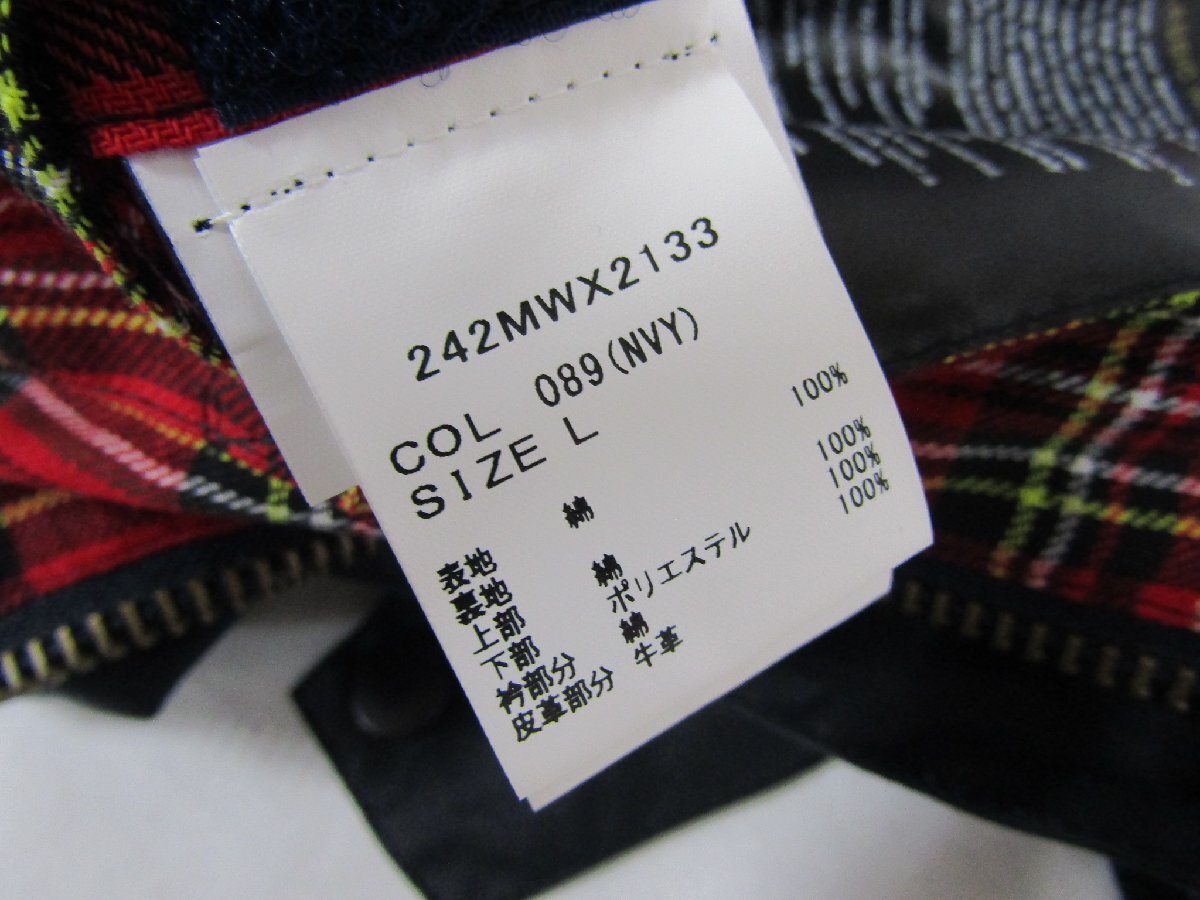 242MWX2133
COL 089(NVY)
SIZE L
表地 綿 100%
裏地
上部 綿 100%
下部 ポリエステル 100%
衿部分 綿 100%
皮革部分 牛革